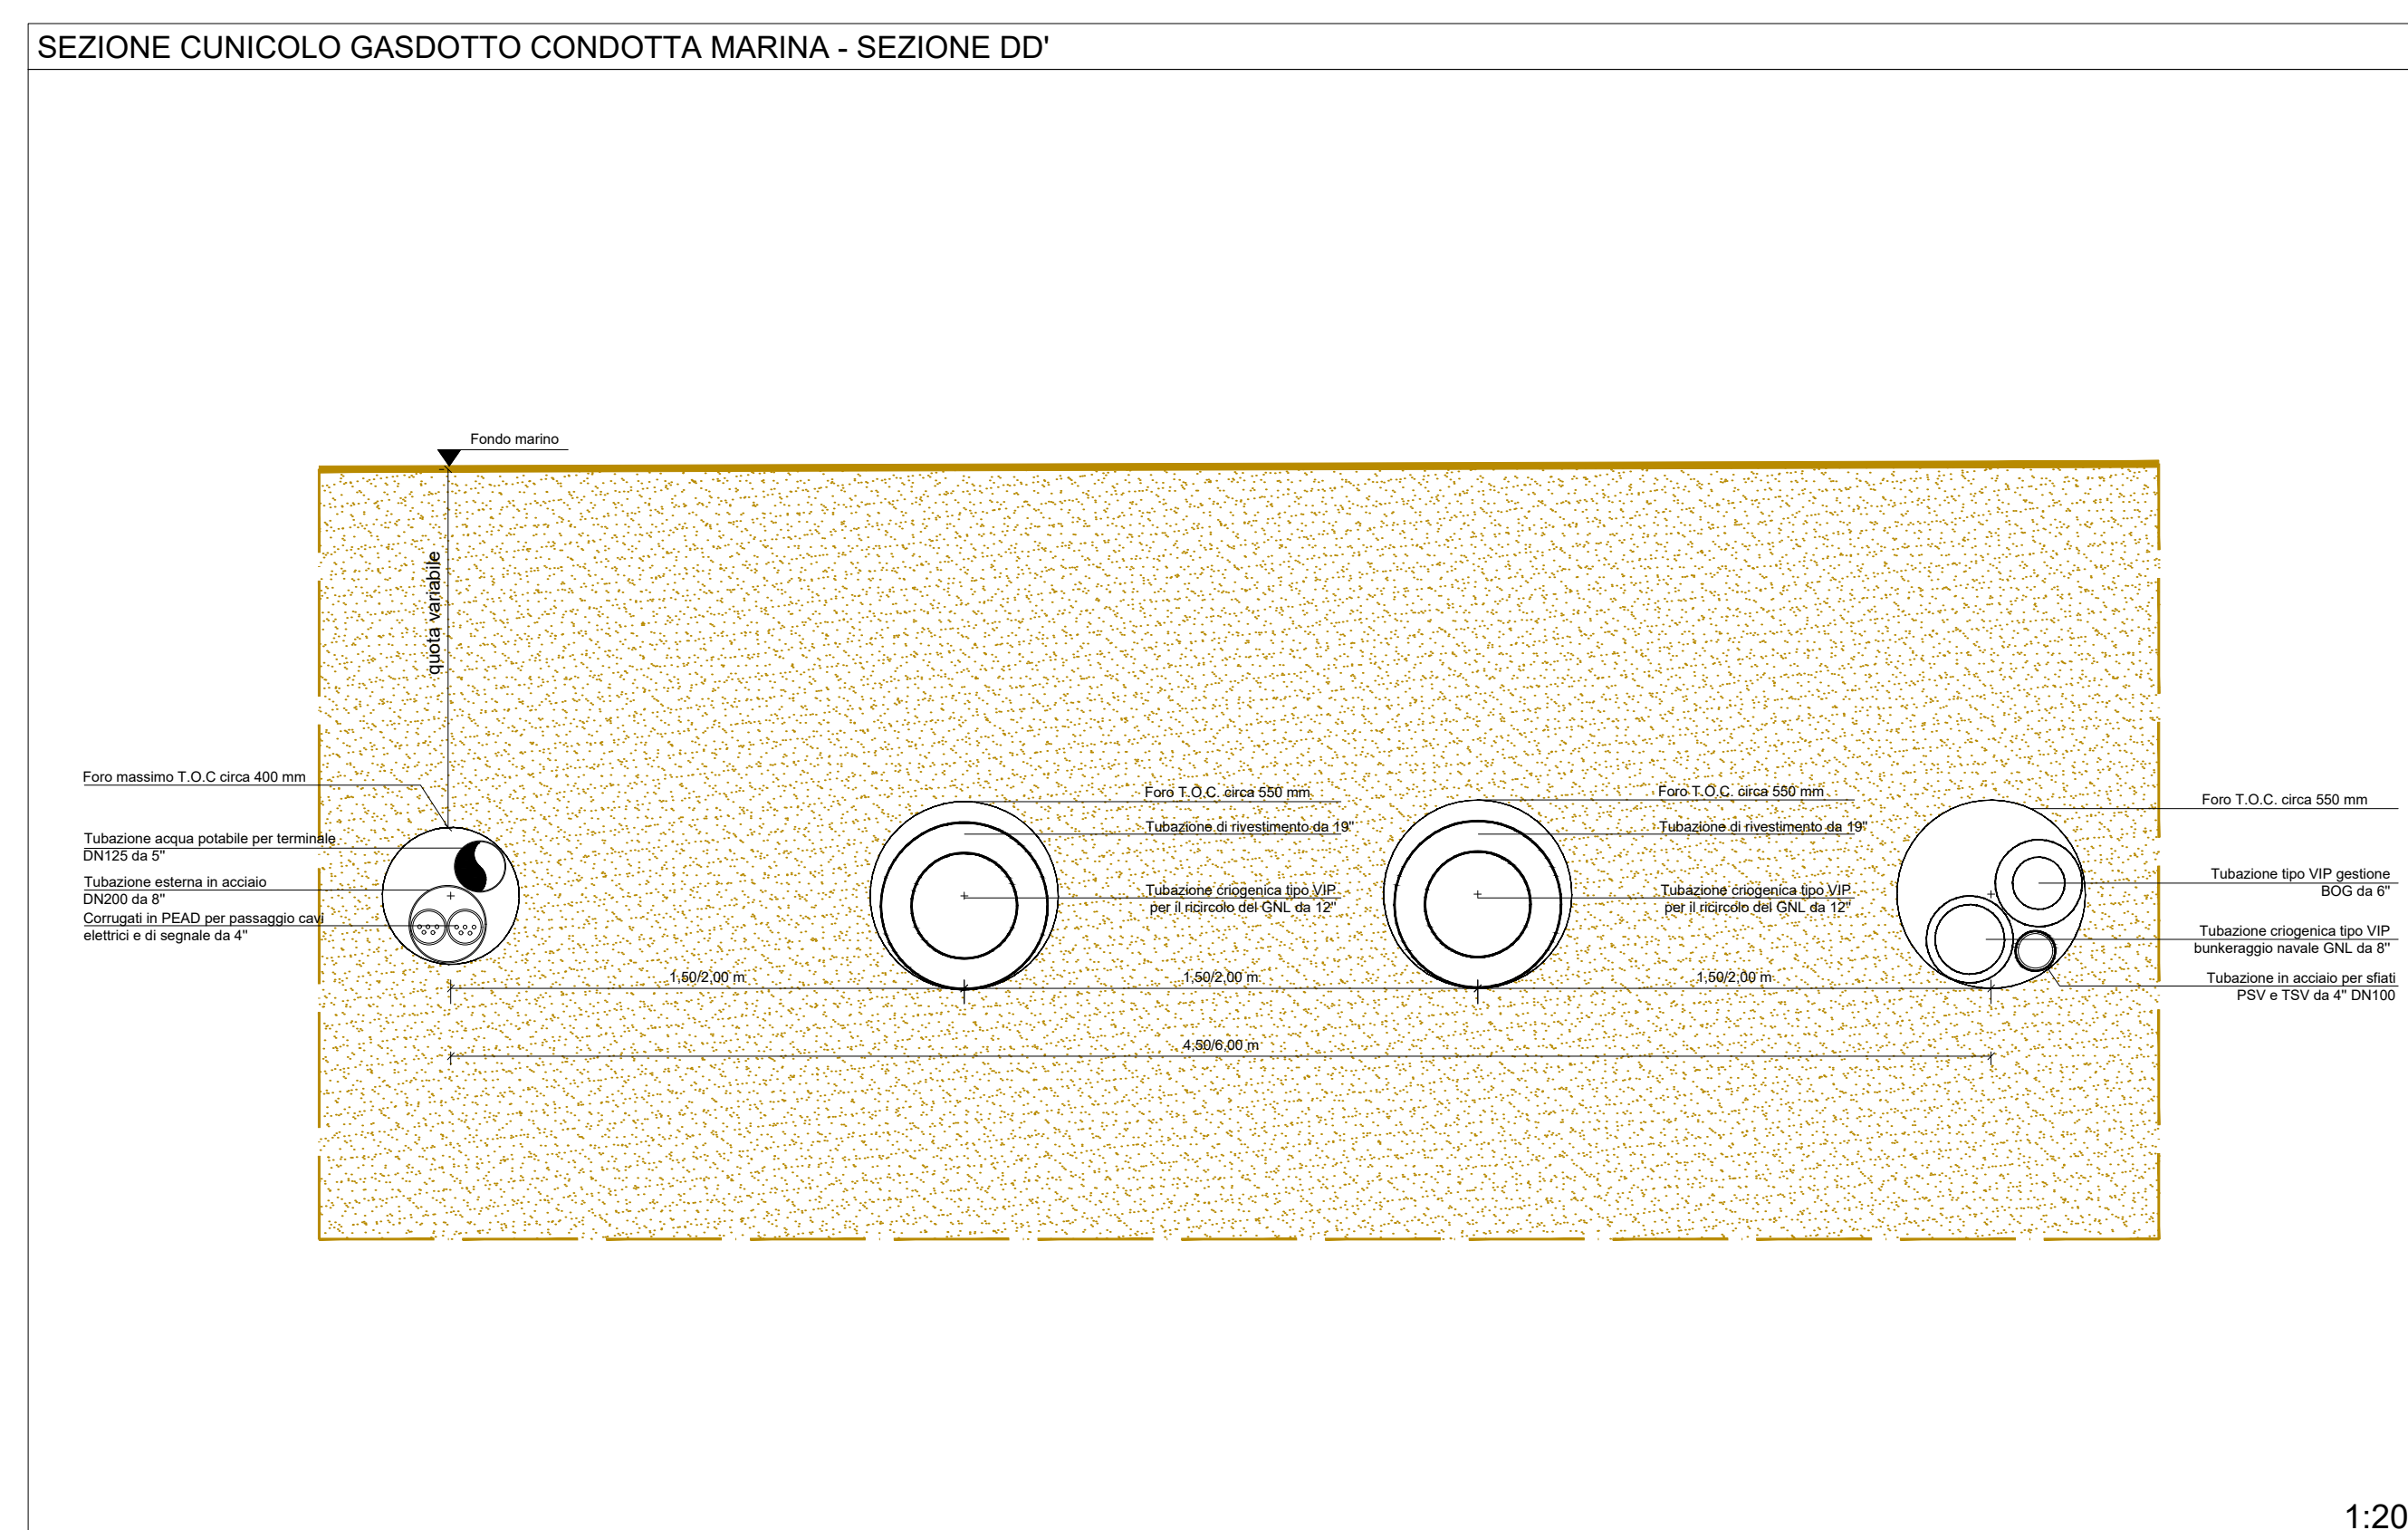 SEZIONE CUNICOLO GASDOTTO CONDOTTA MARINA - SEZIONE DD'
Fondo marino
quota variabile
Foro massimo T.O.C circa 400 mm
Tubazione acqua potabile per terminale
DN125 da 5"
Tubazione esterna in acciaio
DN200 da 8"
Corrugati in PEAD per passaggio cavi
elettrici e di segnale da 4"
Foro T.O.C. circa 550 mm
Tubazione di rivestimento da 19"
Tubazione criogenica tipo VIP
per il ricircolo del GNL da 12"
Foro T.O.C. circa 550 mm
Tubazione di rivestimento da 19"
Tubazione criogenica tipo VIP
per il ricircolo del GNL da 12"
Foro T.O.C. circa 550 mm
Tubazione tipo VIP gestione
BOG da 6"
Tubazione criogenica tipo VIP
bunkeraggio navale GNL da 8"
Tubazione in acciaio per sfiati
PSV e TSV da 4" DN100
1,50/2,00 m
1,50/2,00 m
1,50/2,00 m
4,50/6,00 m
1:20